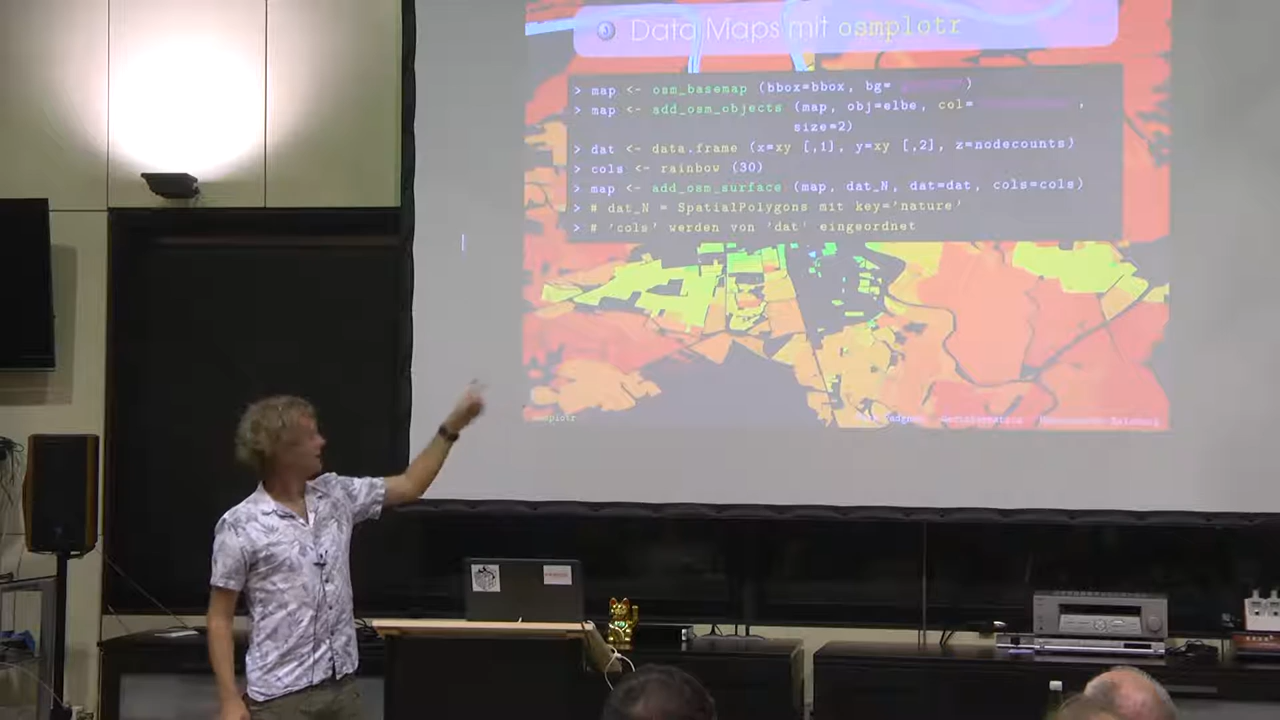 Data Maps mit osmplotr
> map <- osm_basemap (bbox=bbox, bg= )
> map <- add_osm_objects (map, obj=elbe, col= ,
size=2)
> dat <- data.frame (x=xy [,1], y=xy [,2], z=nodecounts)
> cols <- rainbow (30)
> map <- add_osm_surface (map, dat_N, dat=dat, cols=cols)
> # dat_N = SpatialPolygons mit key='nature'
> # 'cols' werden von 'dat' eingeordnet
osmplotr